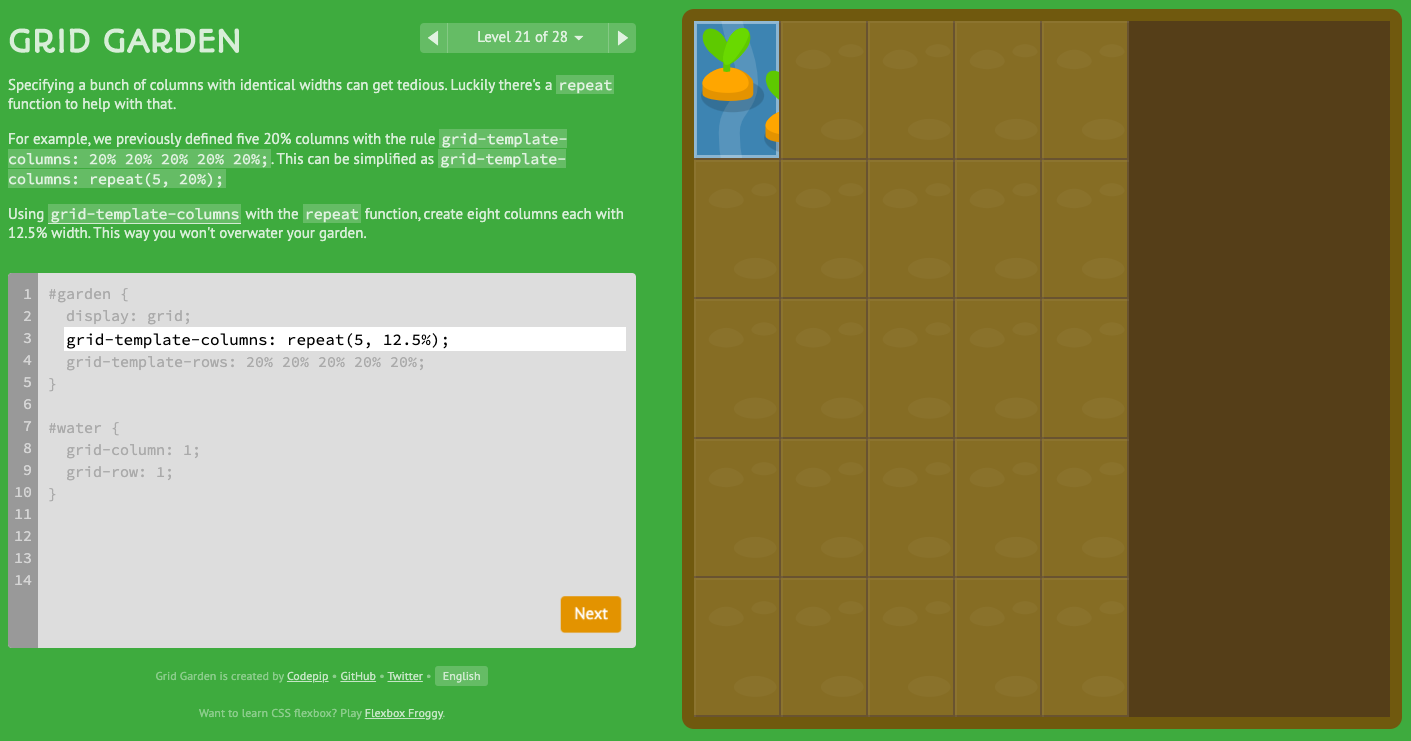 GRID GARDEN
Level 21 of 28
Specifying a bunch of columns with identical widths can get tedious. Luckily there's a repeat
function to help with that.
For example, we previously defined five 20% columns with the rule grid-template-
columns: 20% 20% 20% 20% 20%;. This can be simplified as grid-template-
columns: repeat(5, 20%);
Using grid-template-columns with the repeat function, create eight columns each with
12.5% width. This way you won't overwater your garden.
1 #garden {
2 display: grid;
3 grid-template-columns: repeat(5, 12.5%);
4 grid-template-rows: 20% 20% 20% 20% 20%;
5 }
6
7 #water {
8 grid-column: 1;
9 grid-row: 1;
10 }
11
12
13
14
Next
Grid Garden is created by Codepip • GitHub • Twitter • English
Want to learn CSS flexbox? Play Flexbox Froggy.